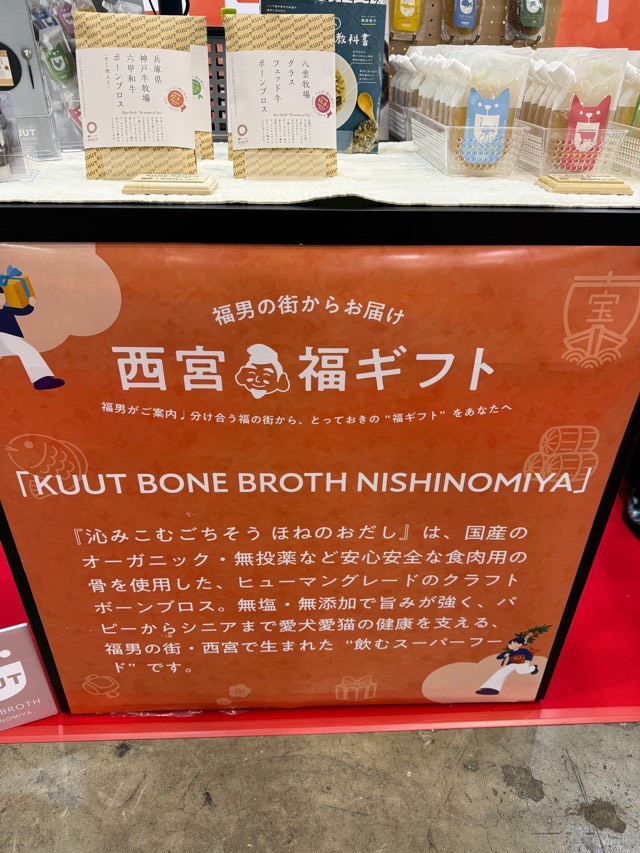 KUUT
兵庫県
神戸牛牧場
六甲和牛
ボーンブロス
八雲牧場
グラス
フェッド牛
ボーンブロス
教科書
宝
福男の街からお届け
西宮 福ギフト
福男がご案内♩分け合う福の街から、とっておきの“福ギフト”をあなたへ
「KUUT BONE BROTH NISHINOMIYA」
『沁みこむごちそう ほねのおだし』は、国産の
オーガニック・無投薬など安心安全な食肉用の
骨を使用した、ヒューマングレードのクラフト
ボーンブロス。無塩・無添加で旨みが強く、パ
ピーからシニアまで愛犬愛猫の健康を支える、
福男の街・西宮で生まれた“飲むスーパーフー
ド”です。
UUT
BROTH
NOMIYA